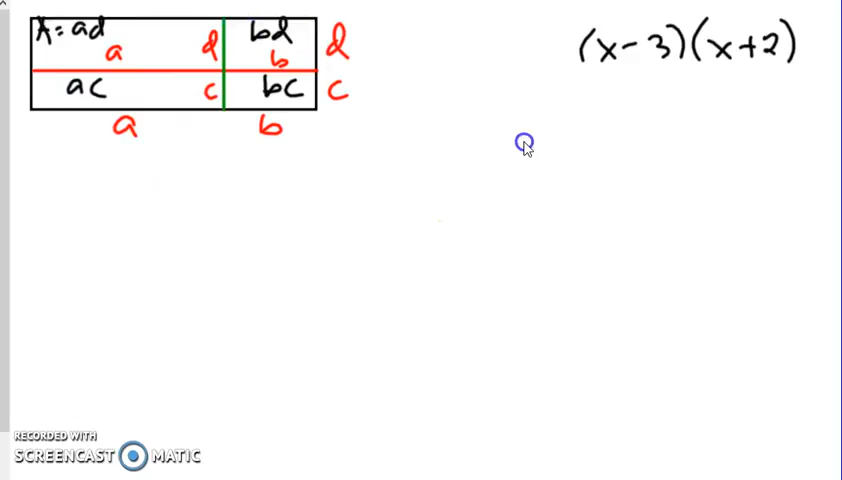 A = ad bd d
a d b
ac c bc c
a b
(x-3)(x+2)
RECORDED WITH
SCREENCAST MATIC